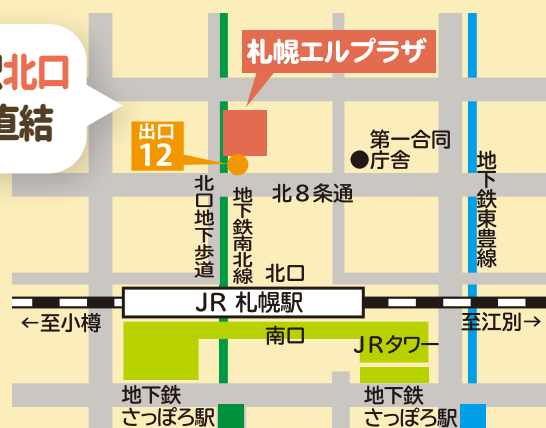 北口
直結
札幌エルプラザ
出口
12
第一合同
庁舎
北8条通
北口地下歩道
地下鉄南北線
地下鉄東豊線
北口
JR 札幌駅
←至小樽
至江別→
南口
JRタワー
地下鉄
さっぽろ駅
地下鉄
さっぽろ駅